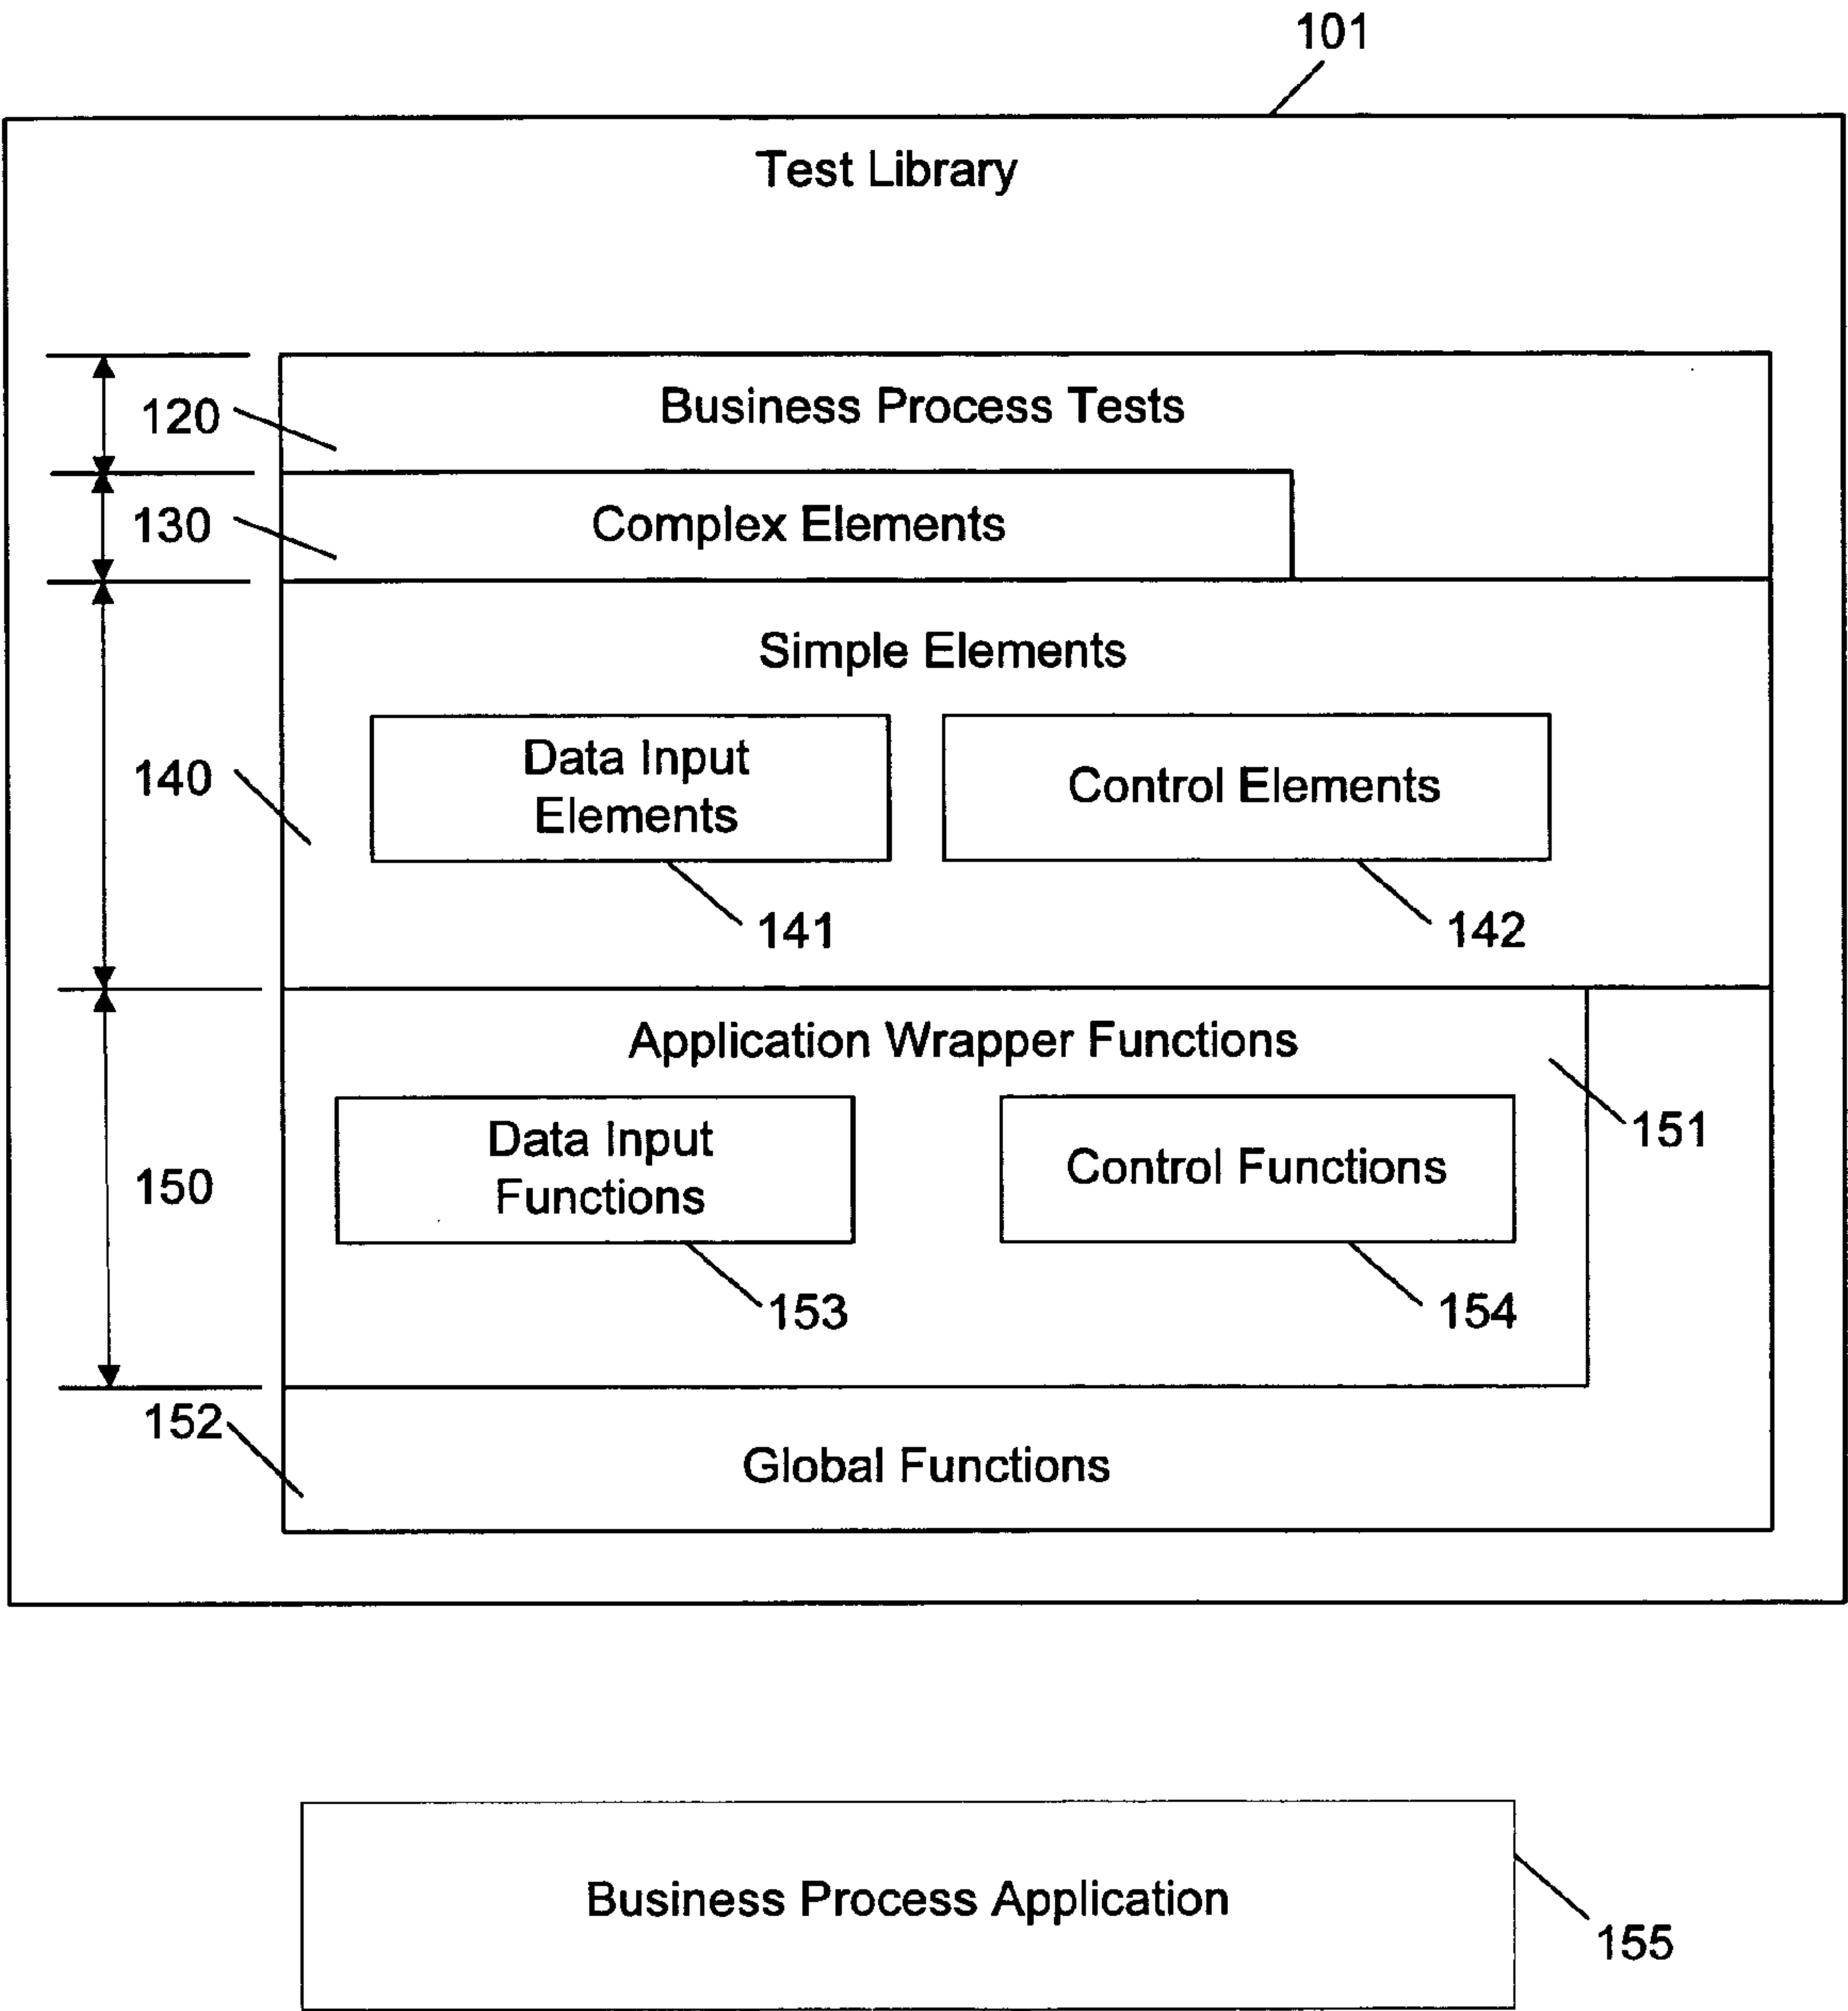 101
Test Library
120
Business Process Tests
130
Complex Elements
Simple Elements
140
Data Input
Elements
Control Elements
141
142
Application Wrapper Functions
151
150
Data Input
Functions
Control Functions
153
154
152
Global Functions
Business Process Application
155